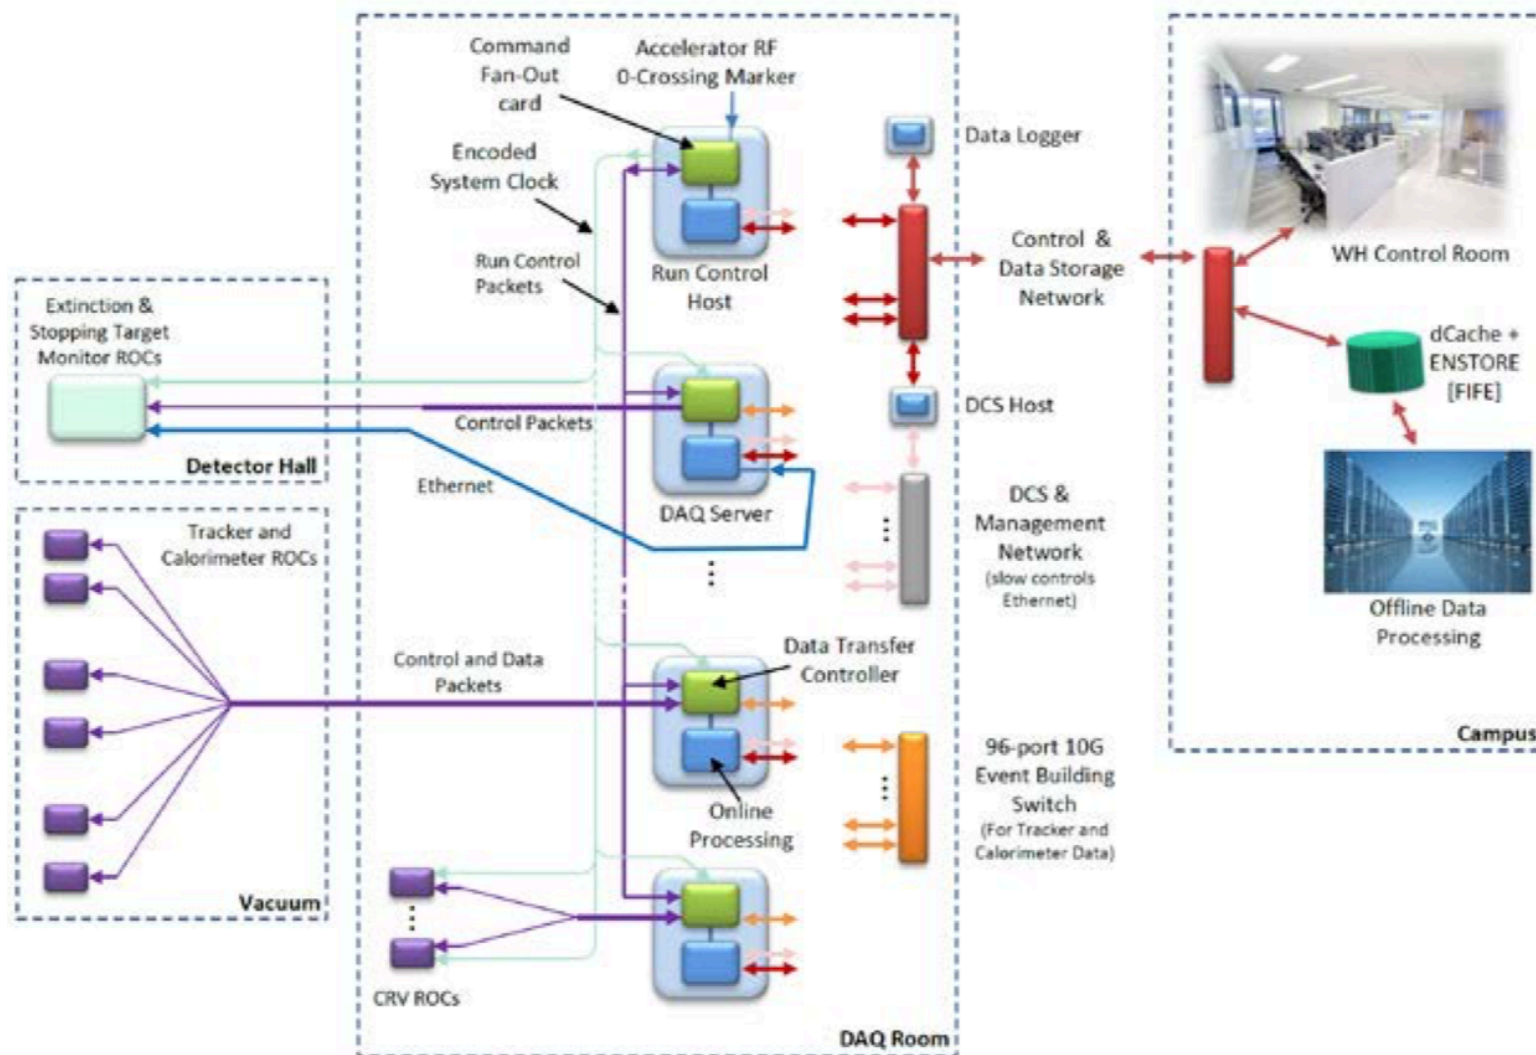 Command
Fan-Out
card
Accelerator RF
0-Crossing Marker
Encoded
System Clock
Run Control
Packets
Run Control
Host
Data Logger
Control &
Data Storage
Network
WH Control Room
dCache +
ENSTORE
[FIFE]
Offline Data
Processing
Campus
Extinction &
Stopping Target
Monitor ROCs
Detector Hall
Control Packets
Ethernet
DAQ Server
DCS Host
DCS &
Management
Network
(slow controls
Ethernet)
Tracker and
Calorimeter ROCs
Vacuum
Control and Data
Packets
Data Transfer
Controller
Online
Processing
96-port 10G
Event Building
Switch
(For Tracker and
Calorimeter Data)
CRV ROCs
DAQ Room